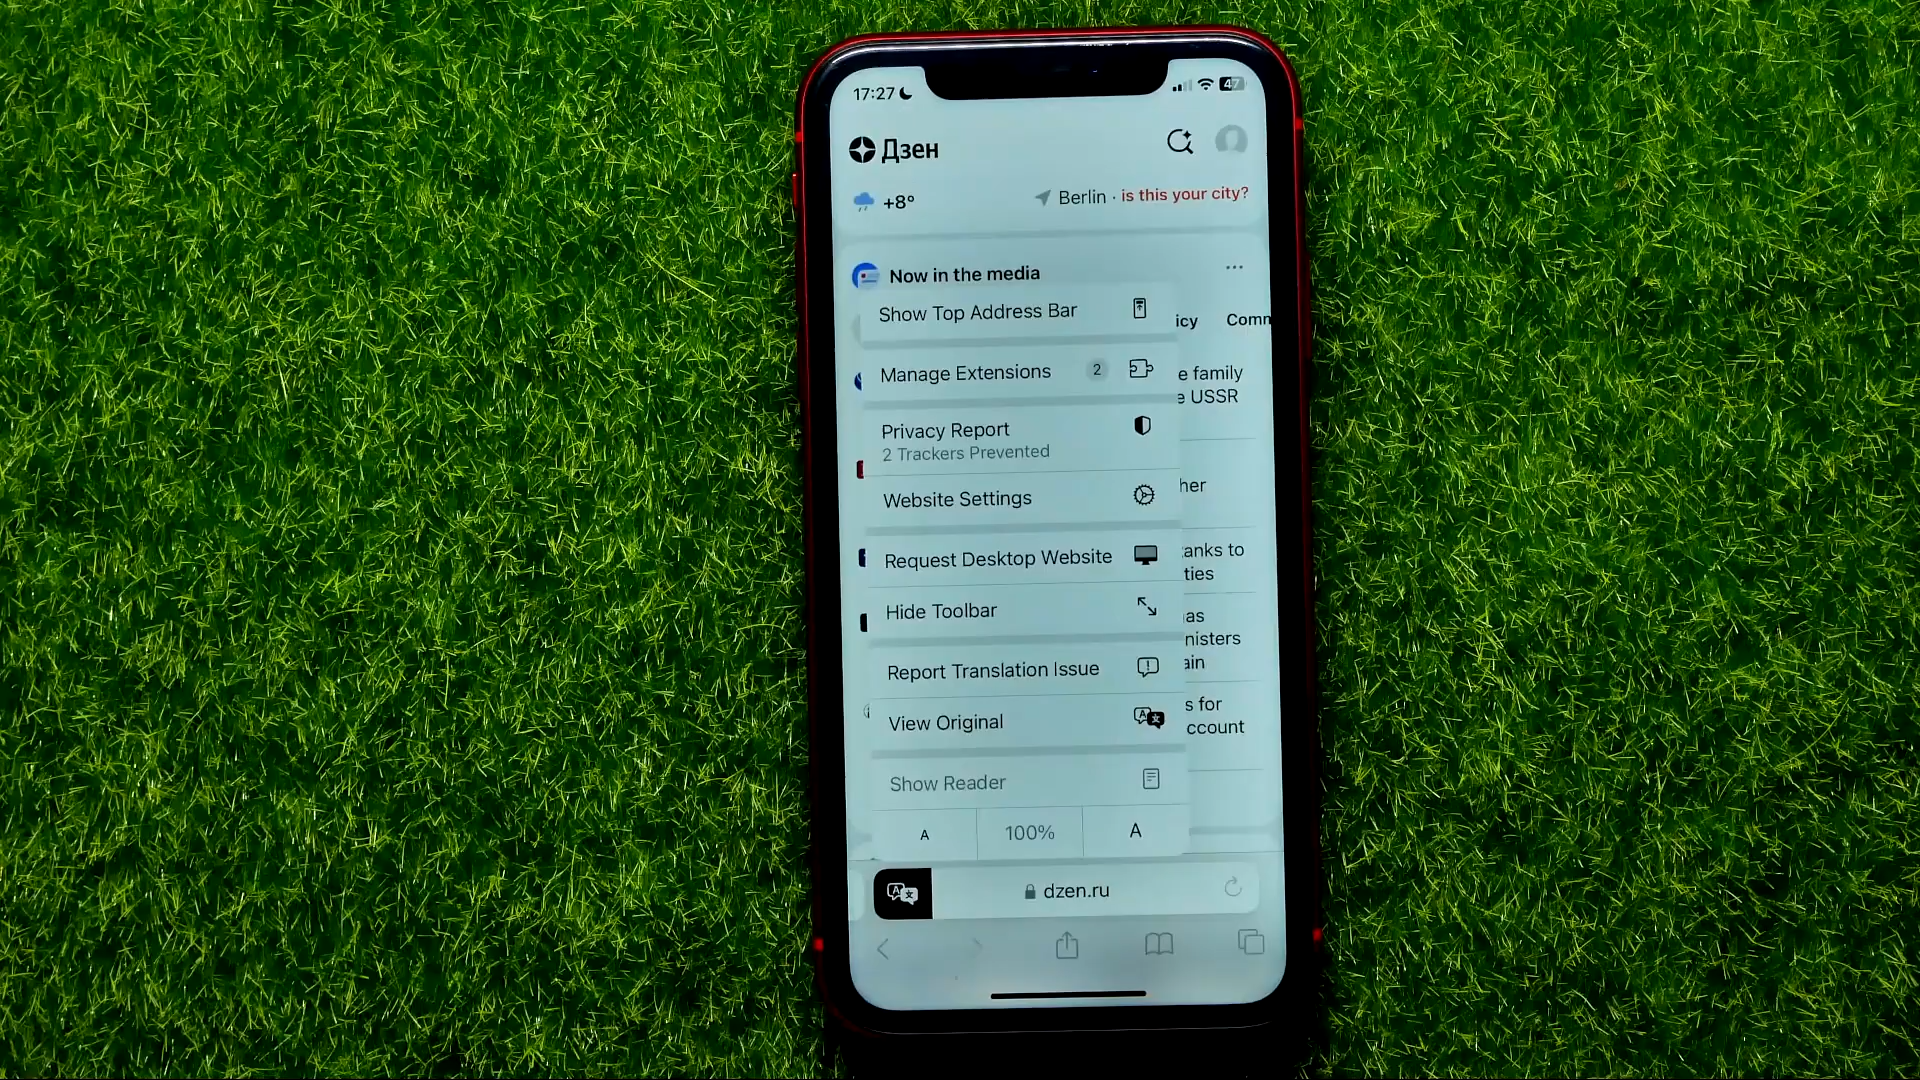 17:27
47
Дзен
+8°
Berlin · is this your city?
Now in the media
Show Top Address Bar
icy Comm
Manage Extensions 2
e family
e USSR
Privacy Report
2 Trackers Prevented
her
Website Settings
Request Desktop Website
anks to
ties
Hide Toolbar
as
nisters
ain
Report Translation Issue
View Original
s for
ccount
Show Reader
A 100% A
dzen.ru